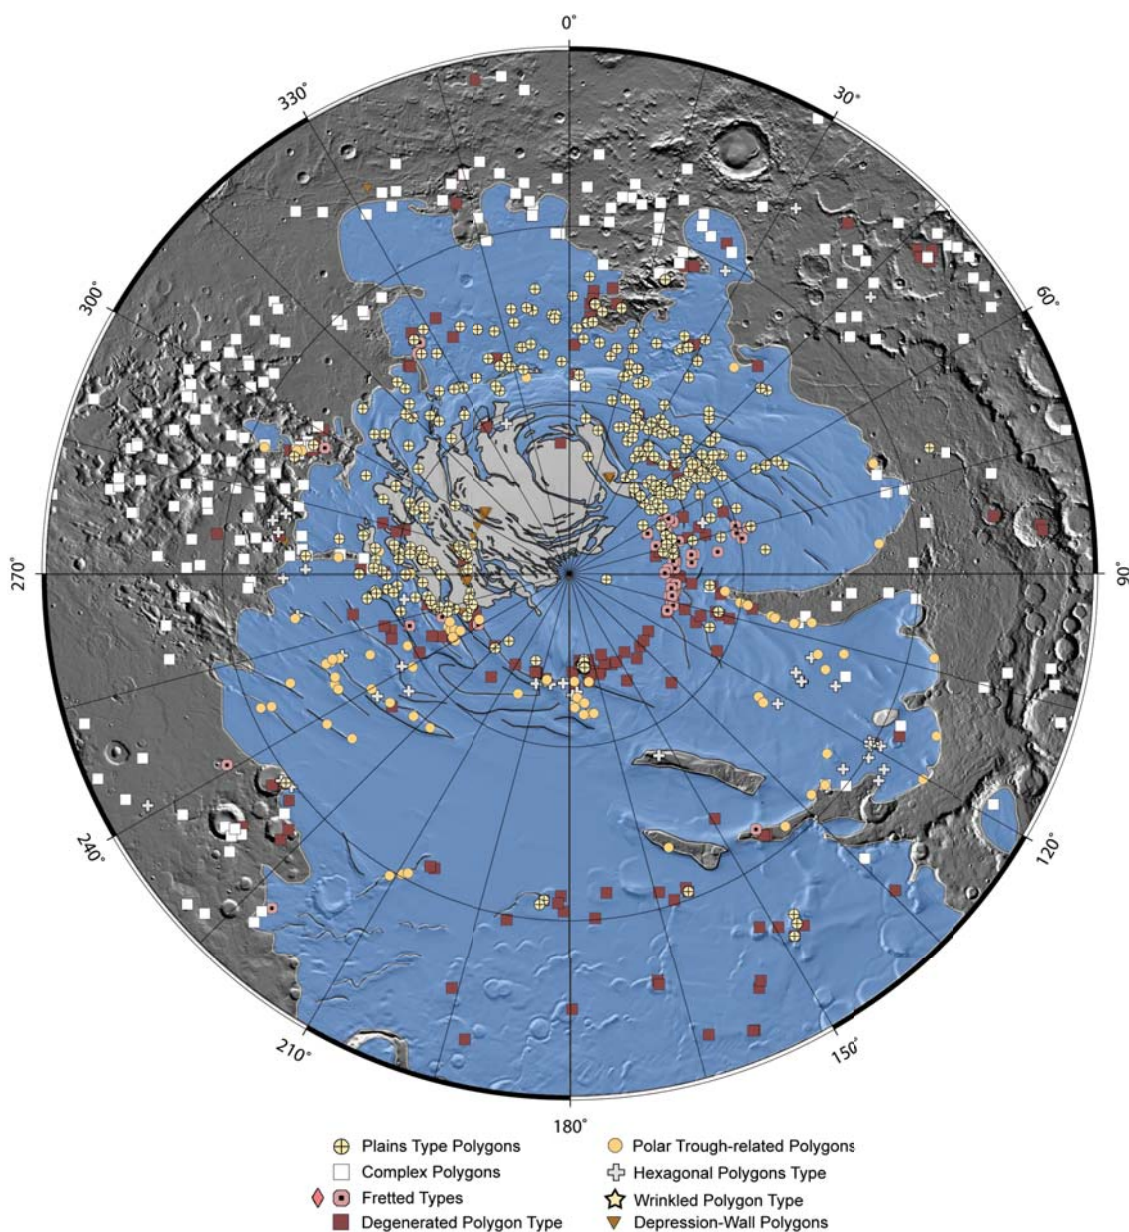 0°
330°
30°
300°
60°
270°
90°
240°
120°
210°
150°
180°
Plains Type Polygons
Polar Trough-related Polygons
Complex Polygons
Hexagonal Polygons Type
Fretted Types
Wrinkled Polygon Type
Degenerated Polygon Type
Depression-Wall Polygons